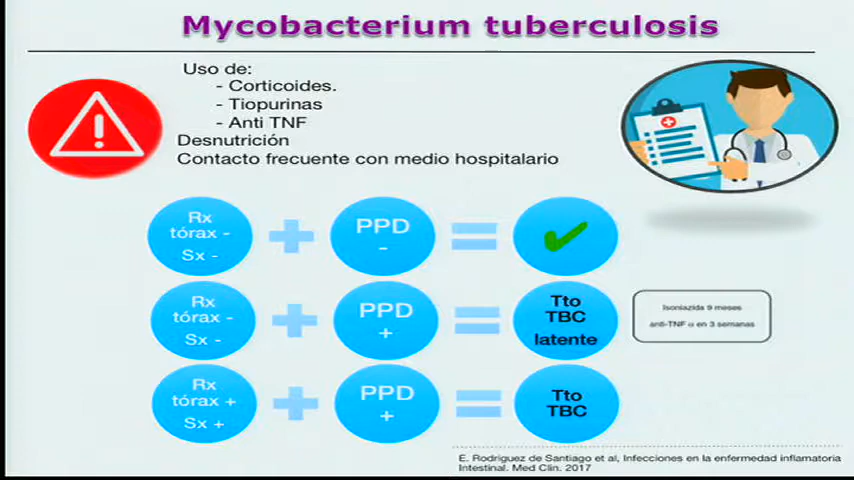 Mycobacterium tuberculosis
Uso de:
- Corticoides.
- Tiopurinas
- Anti TNF
Desnutrición
Contacto frecuente con medio hospitalario
Rx
tórax -
Sx -
PPD
-
Rx
tórax -
Sx -
PPD
+
Tto
TBC
latente
Isoniazida 9 meses
anti-TNF α en 3 semanas
Rx
tórax +
Sx +
PPD
+
Tto
TBC
E. Rodriguez de Santiago et al, Infecciones en la enfermedad inflamatoria
Intestinal. Med Clin. 2017